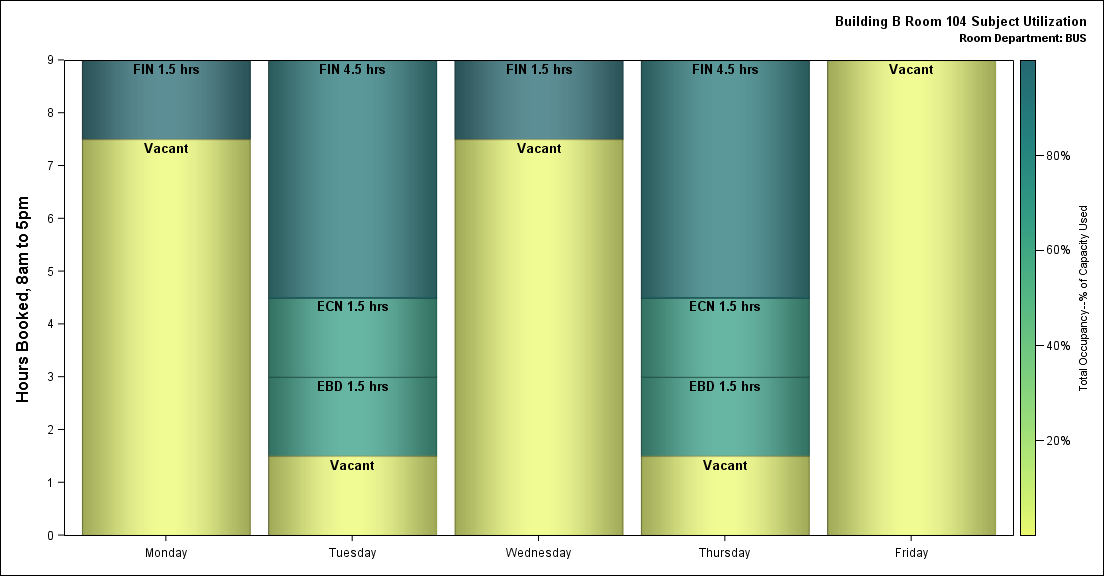 Building B Room 104 Subject Utilization
Room Department: BUS
Hours Booked, 8am to 5pm
9
8
7
6
5
4
3
2
1
0
FIN 1.5 hrs
Vacant
FIN 4.5 hrs
ECN 1.5 hrs
EBD 1.5 hrs
Vacant
FIN 1.5 hrs
Vacant
FIN 4.5 hrs
ECN 1.5 hrs
EBD 1.5 hrs
Vacant
Vacant
Monday
Tuesday
Wednesday
Thursday
Friday
80%
60%
40%
20%
Total Occupancy--% of Capacity Used